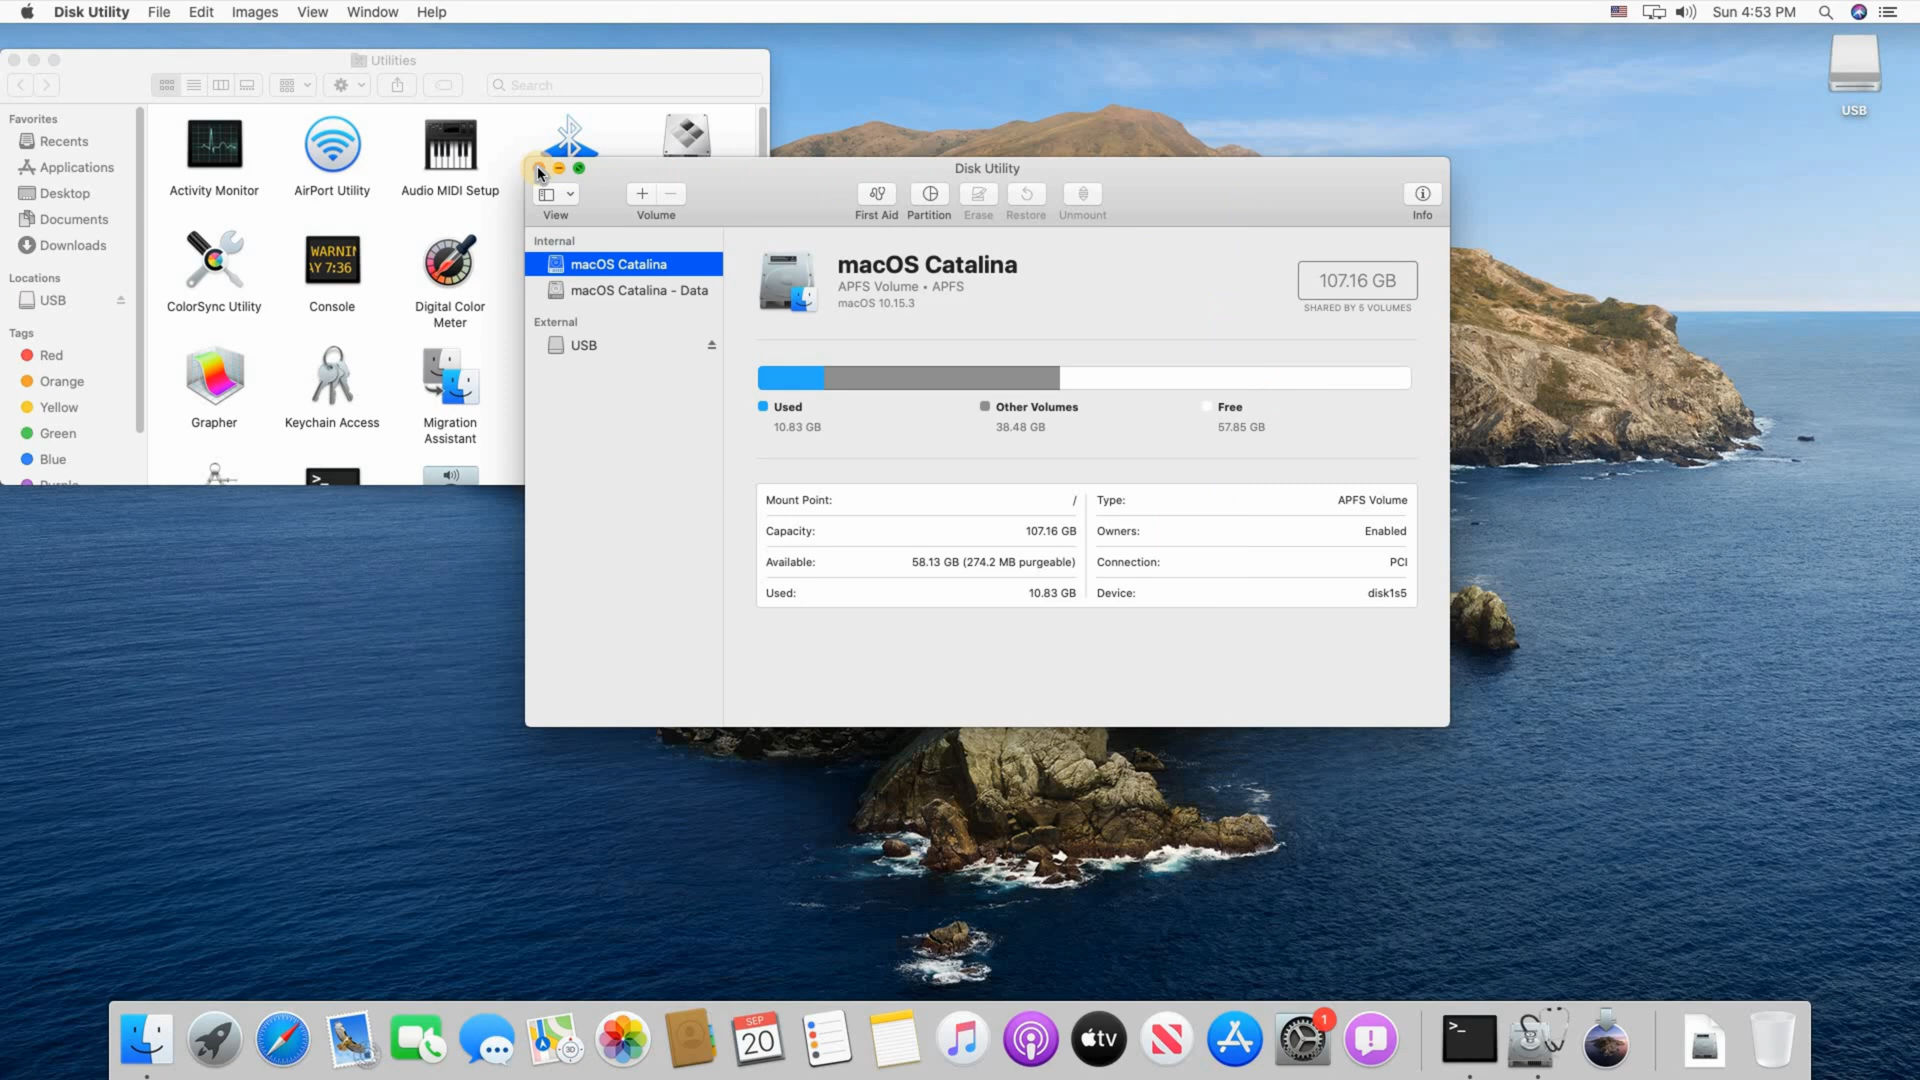 Disk Utility File Edit Images View Window Help
Sun 4:53 PM
USB
Utilities
Search
Favorites
Recents
Applications
Desktop
Documents
Downloads
Locations
USB
Tags
Red
Orange
Yellow
Green
Blue
Purple
Activity Monitor
AirPort Utility
Audio MIDI Setup
WARNIN
AY 7:36
ColorSync Utility
Console
Digital Color
Meter
Grapher
Keychain Access
Migration
Assistant
Disk Utility
View
Volume
First Aid
Partition
Erase
Restore
Unmount
Info
Internal
macOS Catalina
macOS Catalina - Data
External
USB
macOS Catalina
APFS Volume • APFS
macOS 10.15.3
107.16 GB
SHARED BY 5 VOLUMES
Used
10.83 GB
Other Volumes
38.48 GB
Free
57.85 GB
Mount Point: /
Capacity: 107.16 GB
Available: 58.13 GB (274.2 MB purgeable)
Used: 10.83 GB
Type: APFS Volume
Owners: Enabled
Connection: PCI
Device: disk1s5
SEP
20
tv
1